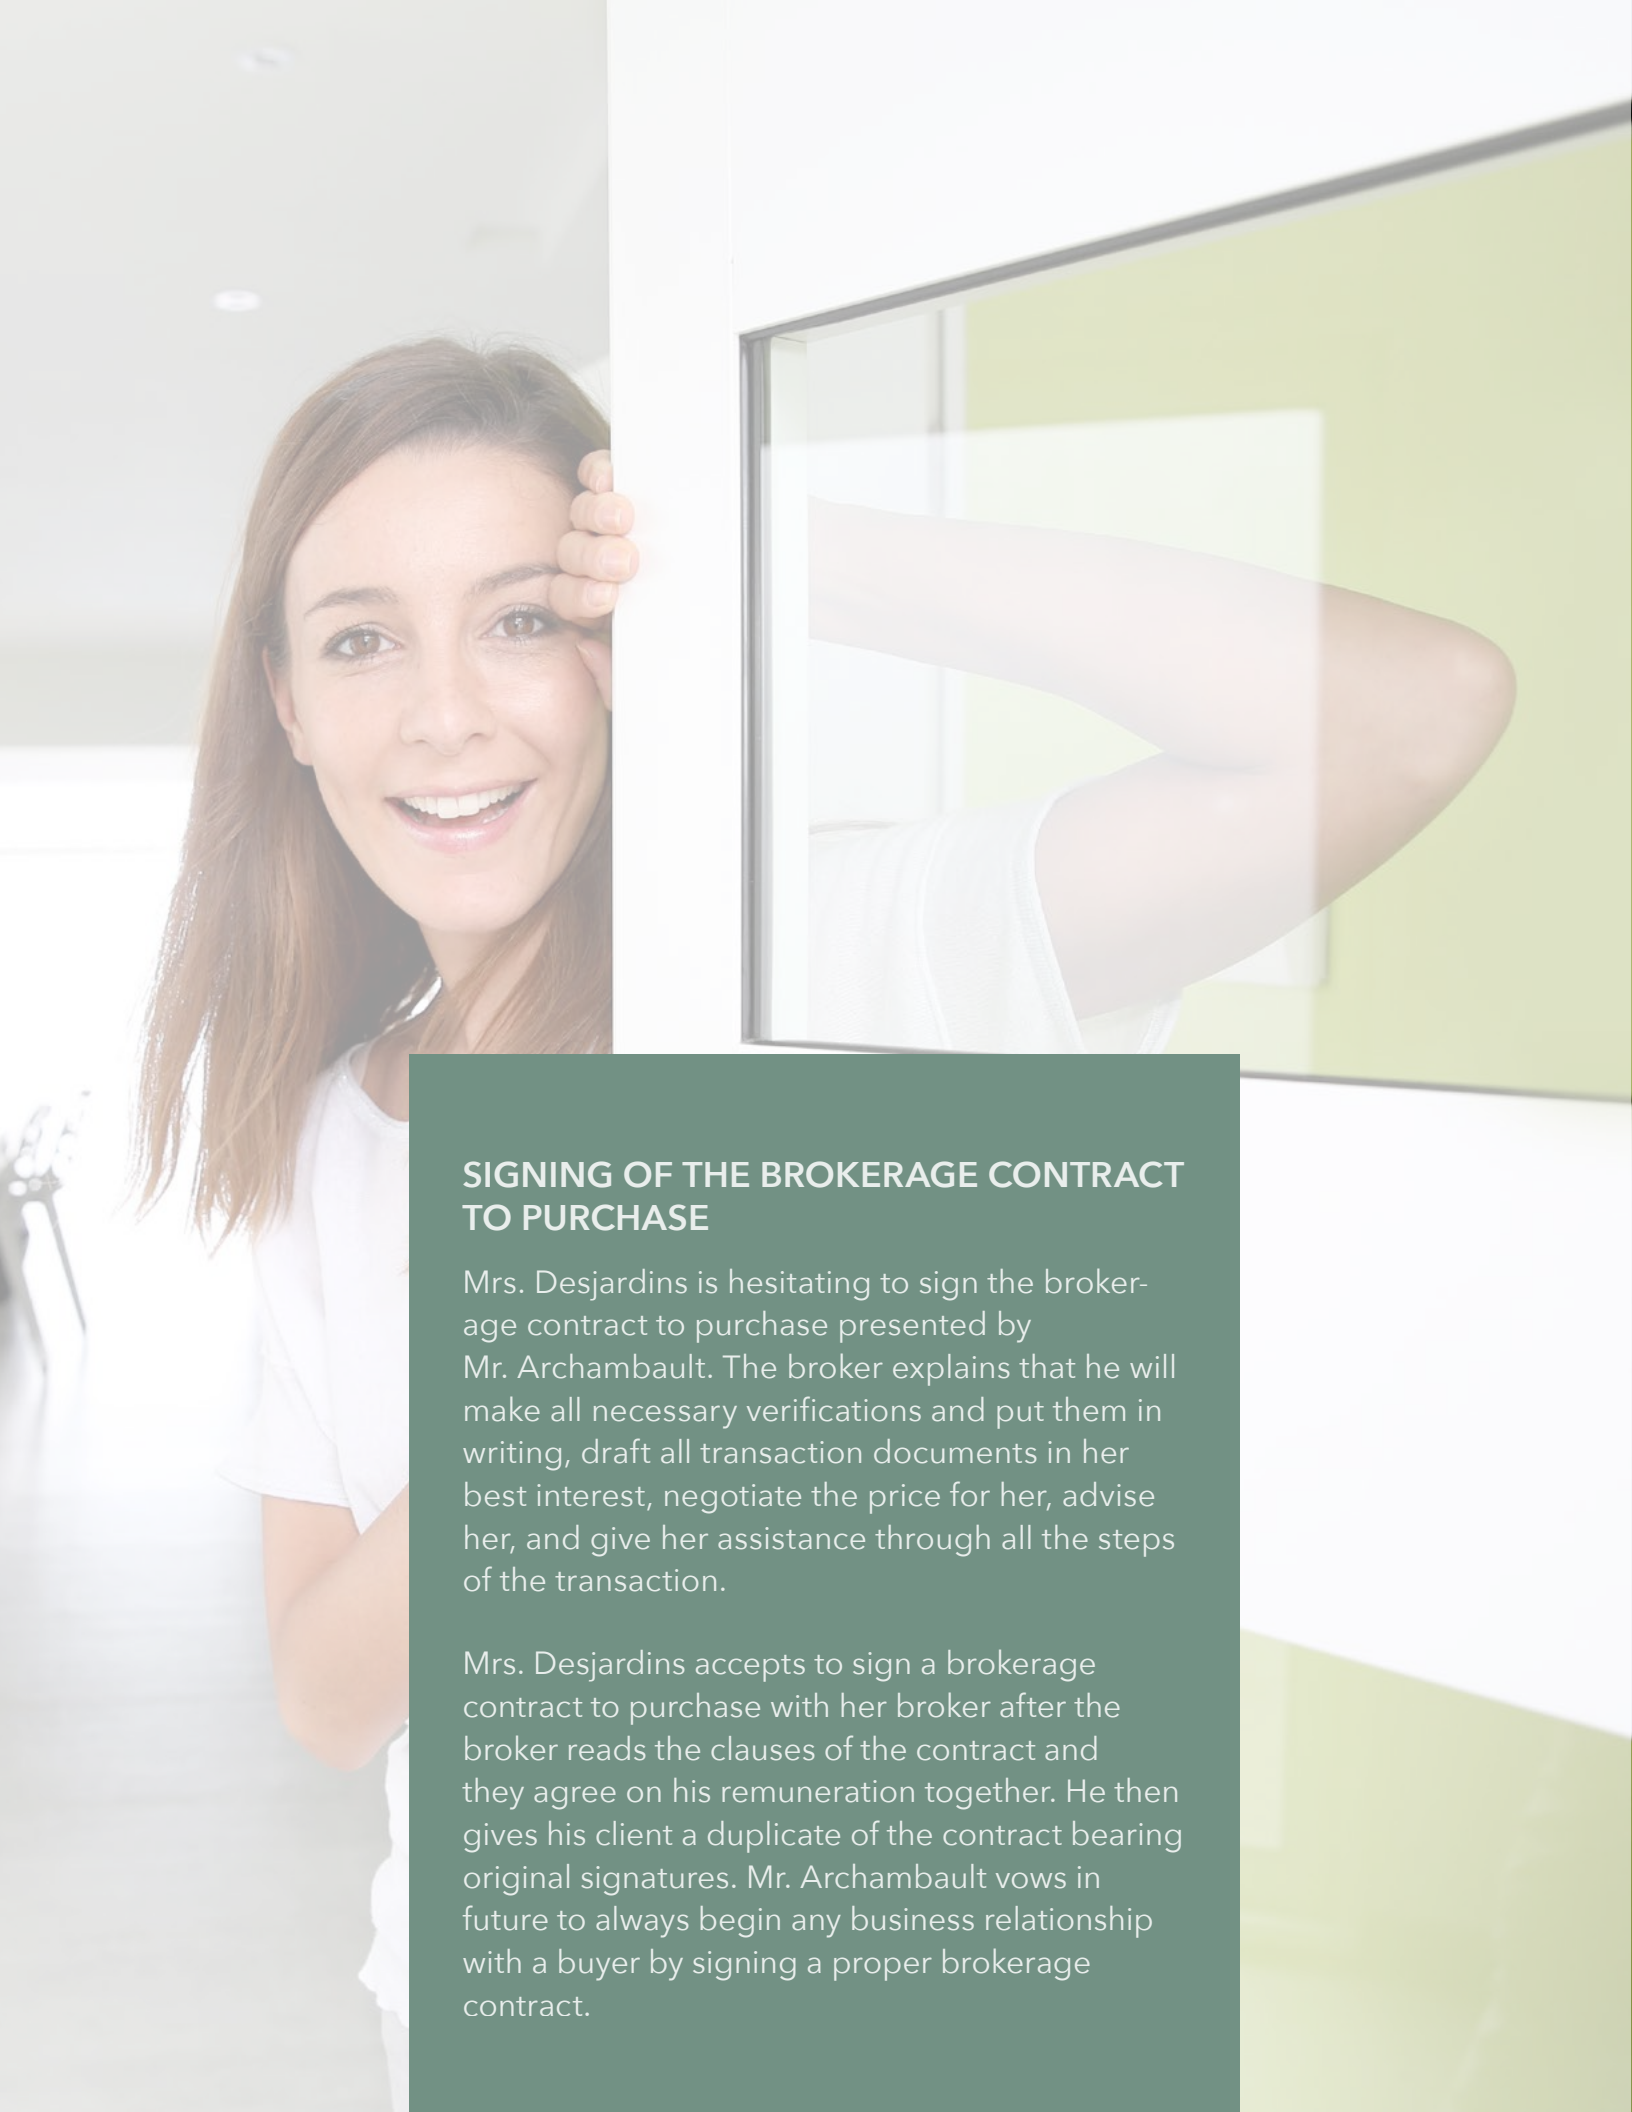 SIGNING OF THE BROKERAGE CONTRACT
TO PURCHASE
Mrs. Desjardins is hesitating to sign the broker-
age contract to purchase presented by
Mr. Archambault. The broker explains that he will
make all necessary verifications and put them in
writing, draft all transaction documents in her
best interest, negotiate the price for her, advise
her, and give her assistance through all the steps
of the transaction.
Mrs. Desjardins accepts to sign a brokerage
contract to purchase with her broker after the
broker reads the clauses of the contract and
they agree on his remuneration together. He then
gives his client a duplicate of the contract bearing
original signatures. Mr. Archambault vows in
future to always begin any business relationship
with a buyer by signing a proper brokerage
contract.